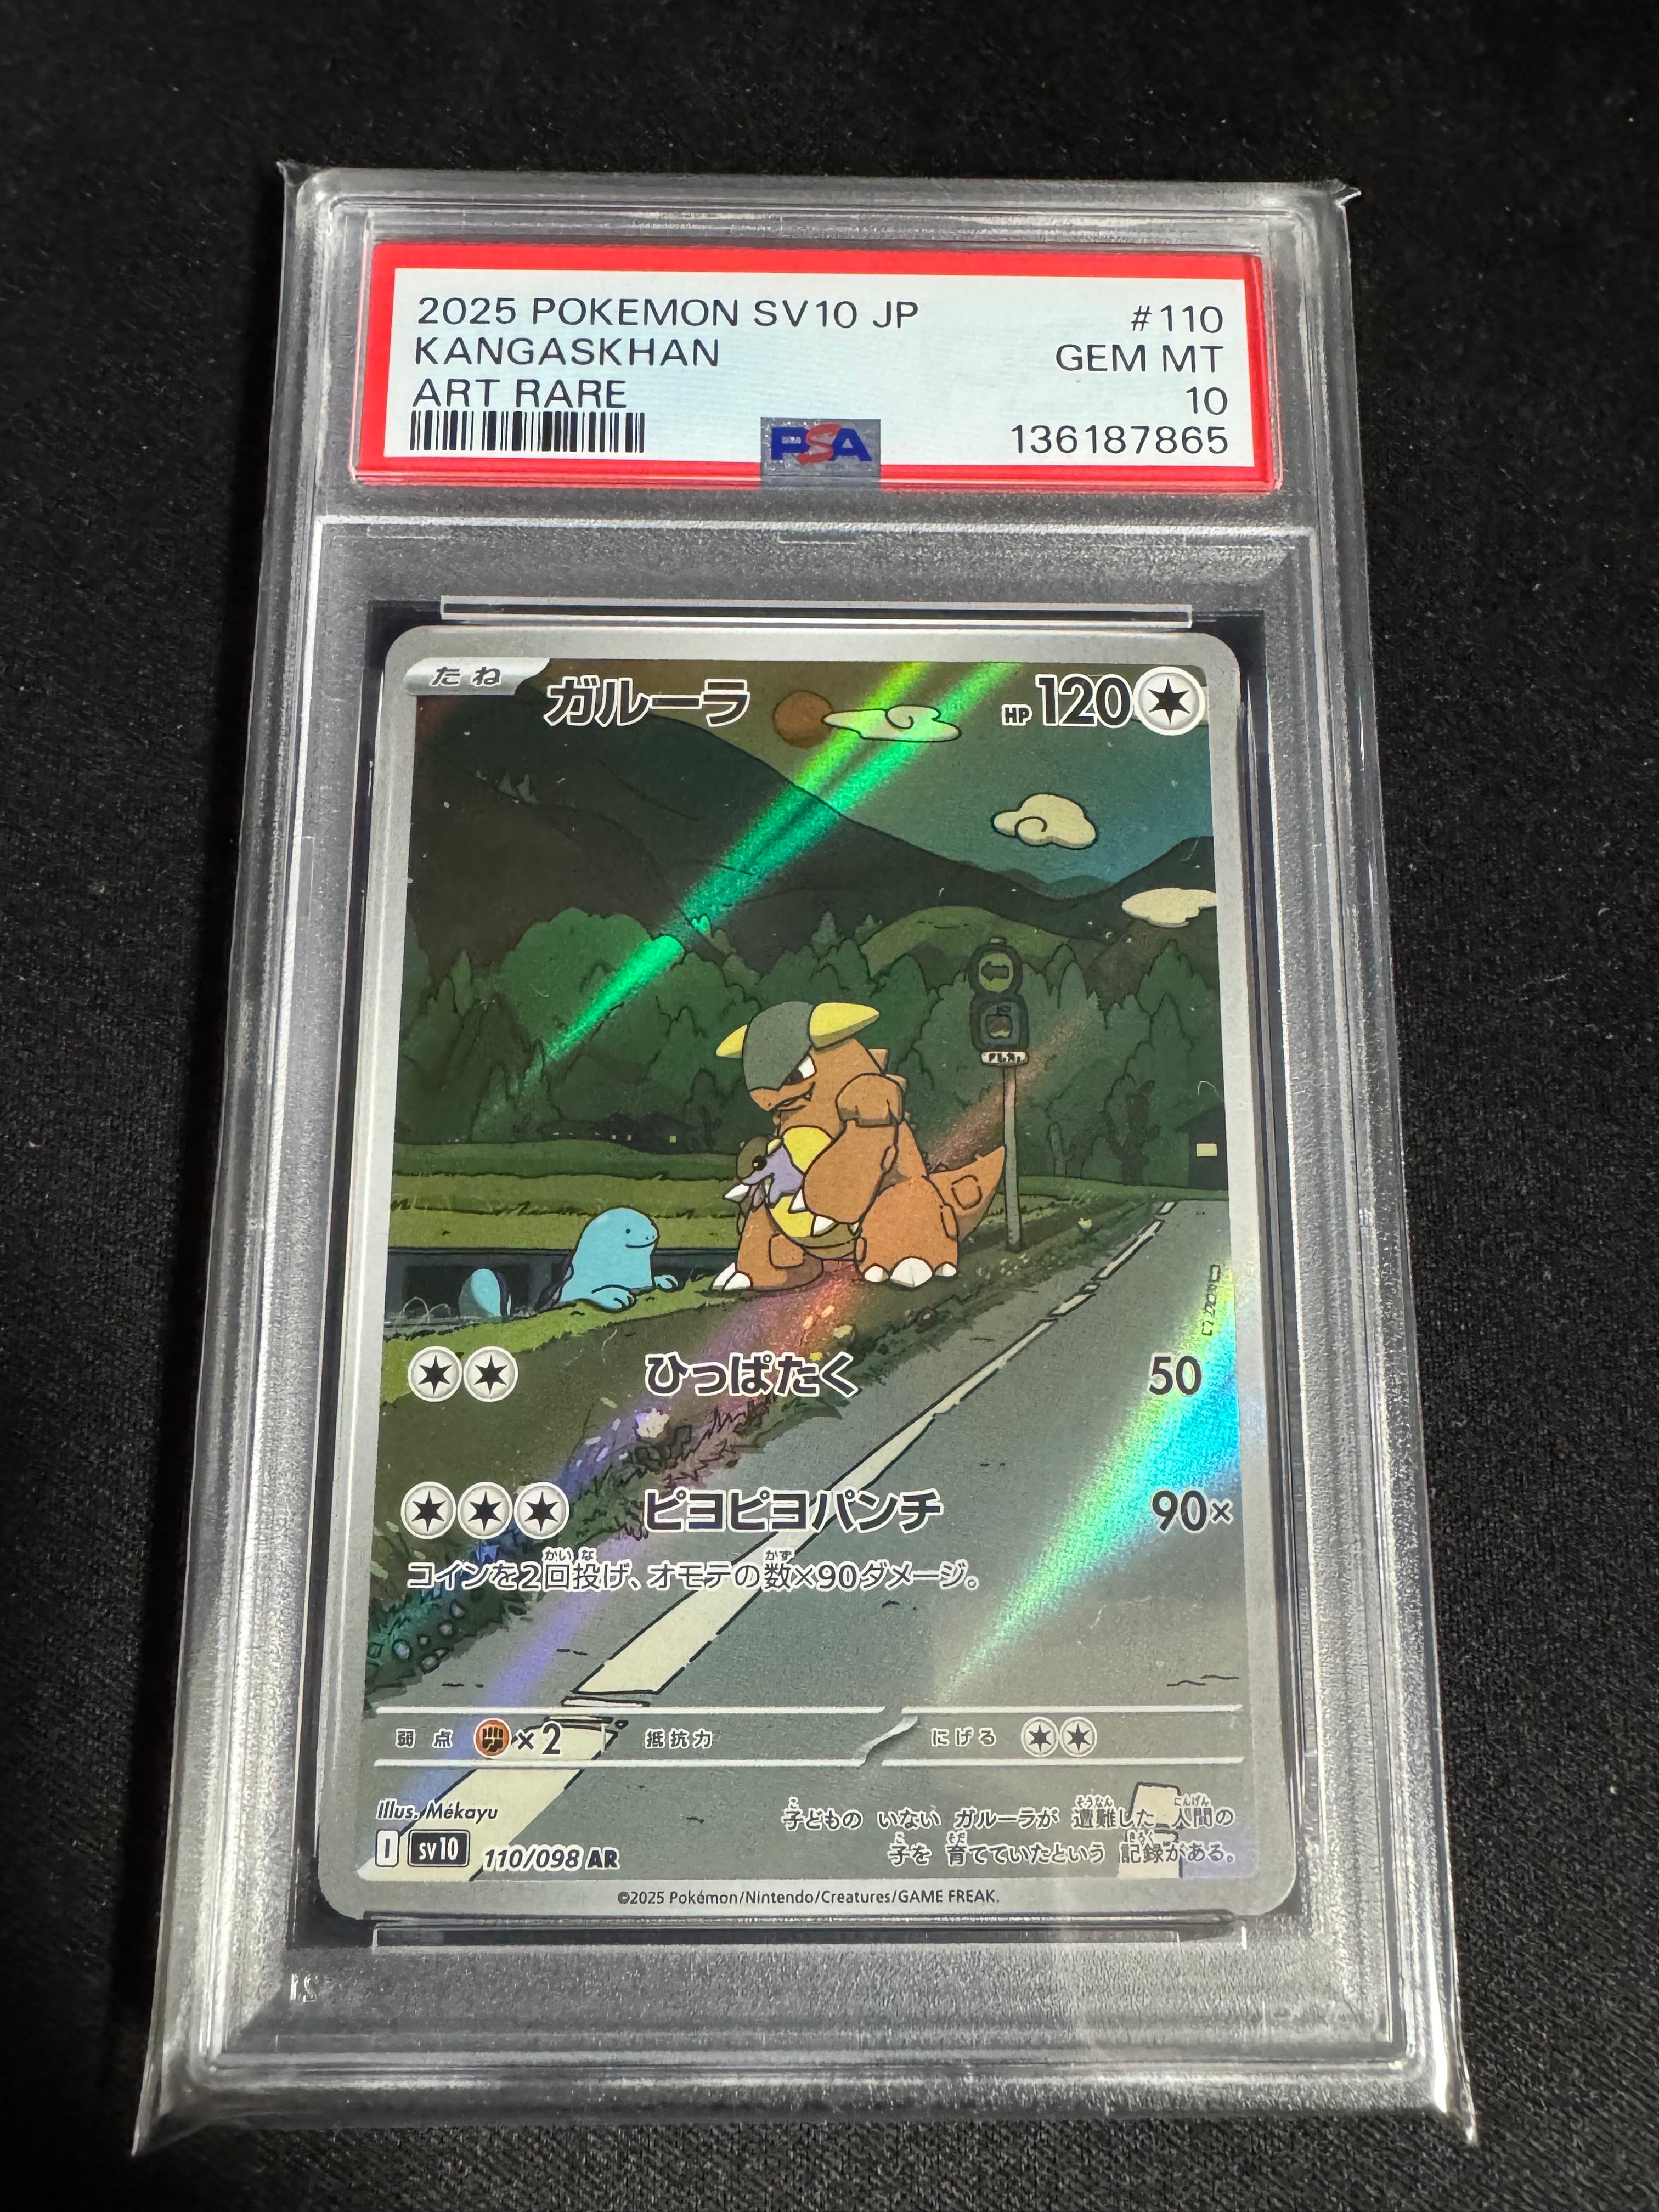 2025 POKEMON SV10 JP #110
KANGASKHAN GEM MT
ART RARE 10
PSA 136187865
たね ガルーラ HP120
ひっぱたく 50
ピヨピヨパンチ 90×
コインを2回投げ、オモテの数×90ダメージ。
弱点 ×2 抵抗力 にげる
Illus. Mékayu
子どもの いない ガルーラが 遭難した 人間の
子を 育てていたという 記録がある。
I SV10 110/098 AR
©2025 Pokémon/Nintendo/Creatures/GAME FREAK.